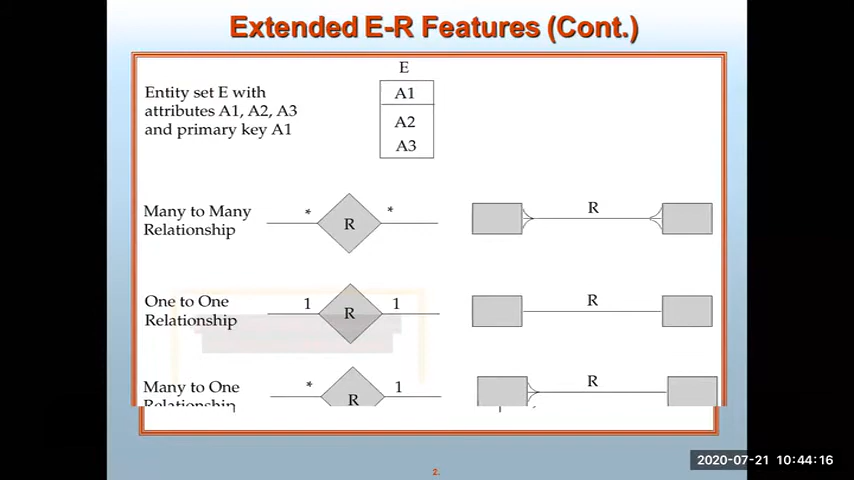 Extended E-R Features (Cont.)
E
Entity set E with
attributes A1, A2, A3
and primary key A1
A1
A2
A3
Many to Many
Relationship
* R *
R
One to One
Relationship
1 R 1
R
Many to One
Relationship
* R 1
R
2.
2020-07-21 10:44:16